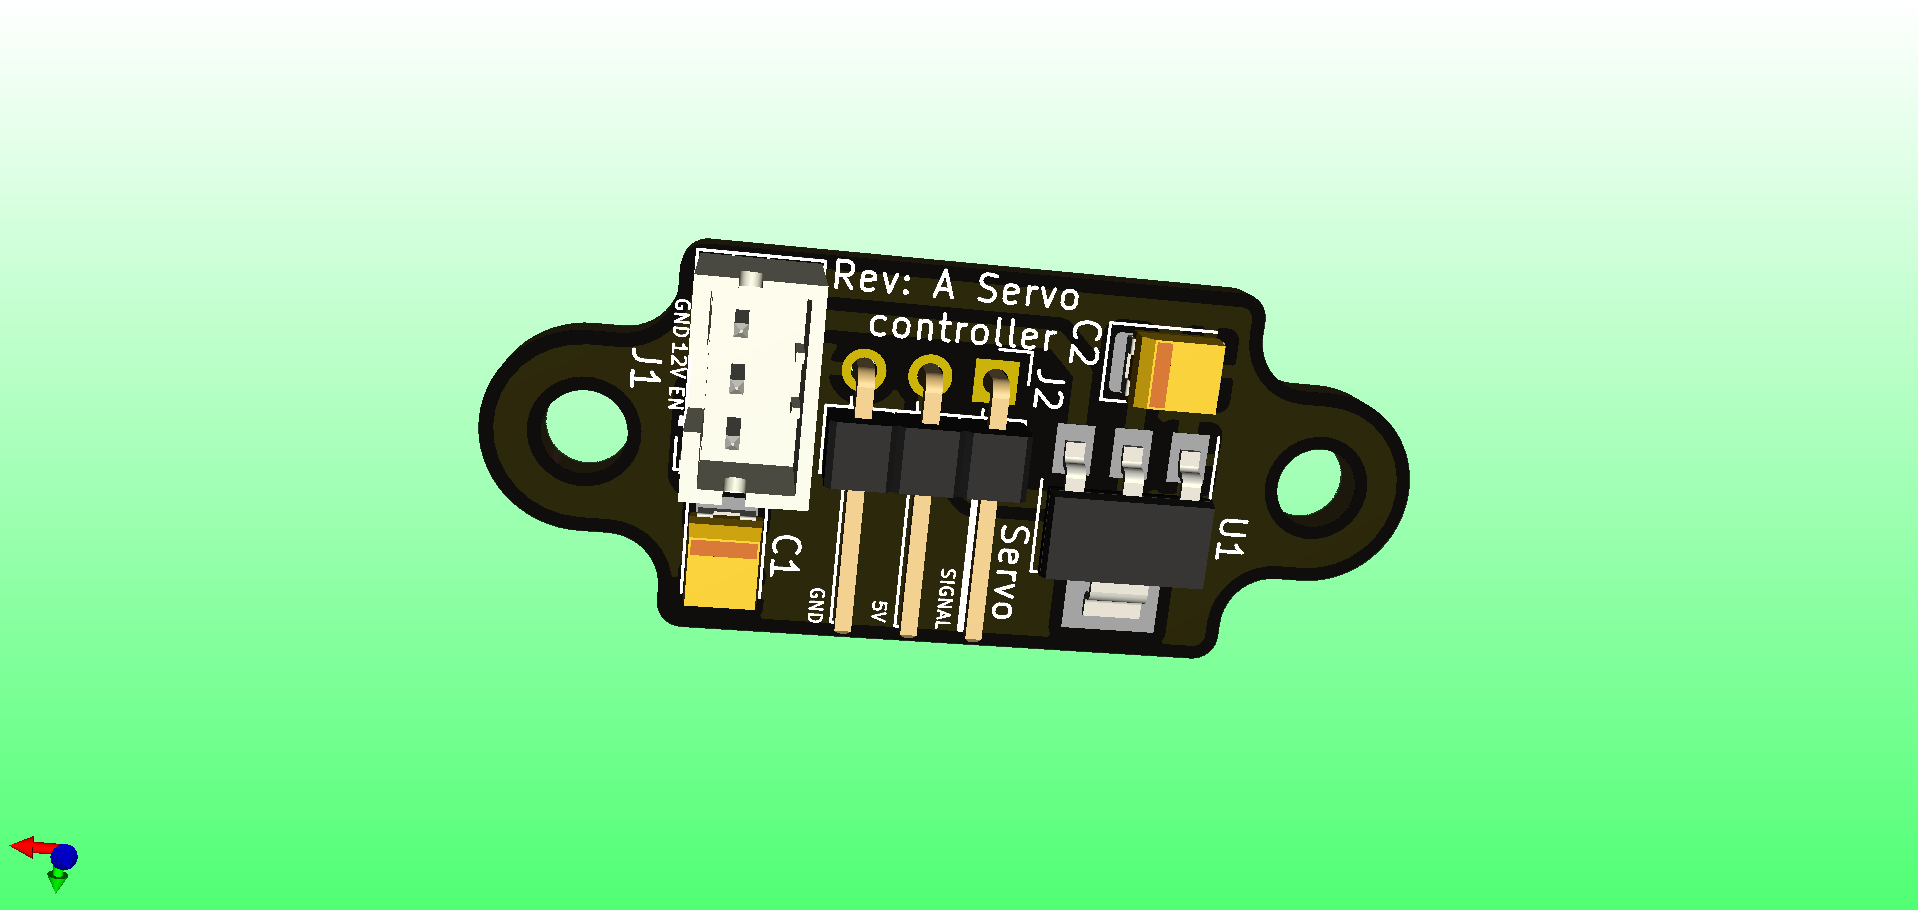 Rev: A Servo
controller
GND
12V
EN
J1
C2
J2
C1
GND
5V
SIGNAL
Servo
U1